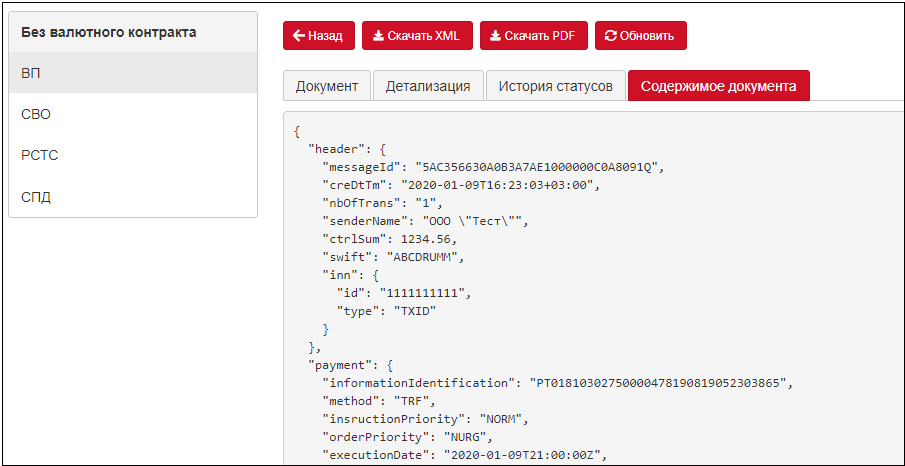 Без валютного контракта
ВП
СВО
РСТС
СПД
Назад
Скачать XML
Скачать PDF
Обновить
Документ
Детализация
История статусов
Содержимое документа
{
"header": {
"messageId": "5AC356630A0B3A7AE1000000C0A8091Q",
"creDtTm": "2020-01-09T16:23:03+03:00",
"nbOfTrans": "1",
"senderName": "ООО \"Тест\"",
"ctrlSum": 1234.56,
"swift": "ABCDRUMM",
"inn": {
"id": "1111111111",
"type": "TXID"
}
},
"payment": {
"informationIdentification": "PT01810302750000478190819052303865",
"method": "TRF",
"insructionPriority": "NORM",
"orderPriority": "NURG",
"executionDate": "2020-01-09T21:00:00Z",